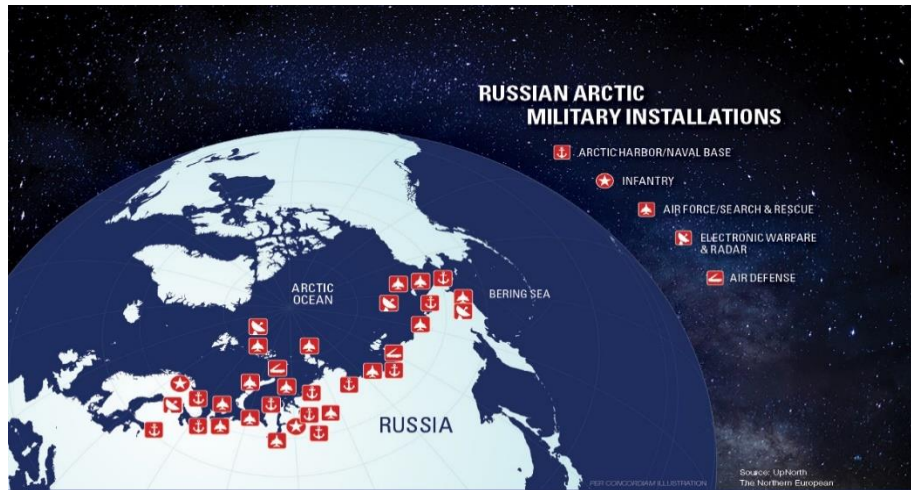 RUSSIAN ARCTIC
MILITARY INSTALLATIONS
ARCTIC HARBOR/NAVAL BASE
INFANTRY
AIR FORCE/SEARCH & RESCUE
ELECTRONIC WARFARE
& RADAR
AIR DEFENSE
ARCTIC
OCEAN
BERING SEA
RUSSIA
PER CONCORDIAM ILLUSTRATION
Source: UpNorth
The Northern European